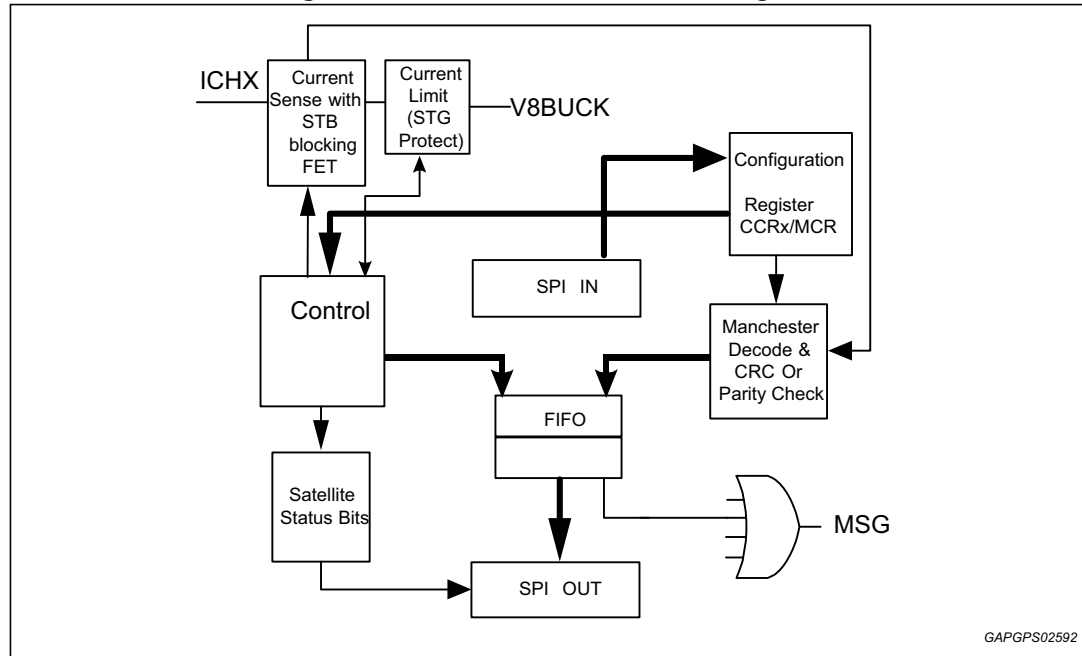 ICHX
Current
Sense with
STB
blocking
FET
Current
Limit
(STG
Protect)
V8BUCK
Configuration
Register
CCRx/MCR
SPI IN
Control
Manchester
Decode &
CRC Or
Parity Check
FIFO
Satellite
Status Bits
MSG
SPI OUT
GAPGPS02592